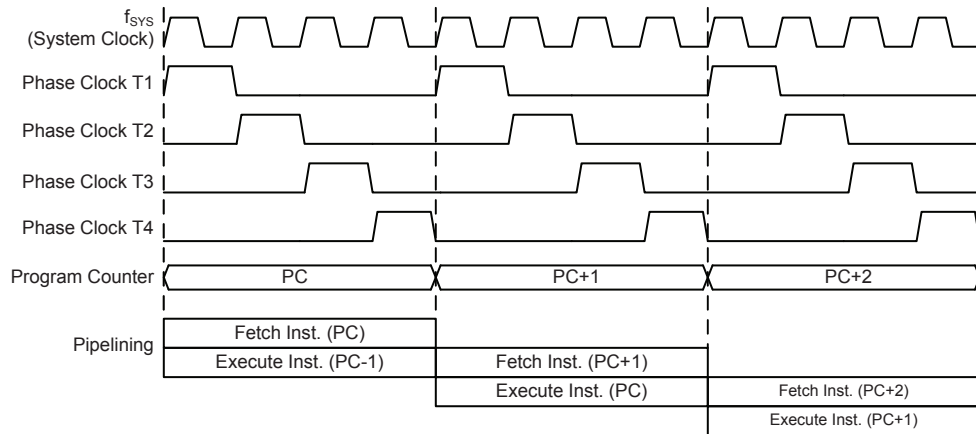 fSYS
(System Clock)
Phase Clock T1
Phase Clock T2
Phase Clock T3
Phase Clock T4
Program Counter PC PC+1 PC+2
Pipelining
Fetch Inst. (PC)
Execute Inst. (PC-1) Fetch Inst. (PC+1)
Execute Inst. (PC) Fetch Inst. (PC+2)
Execute Inst. (PC+1)